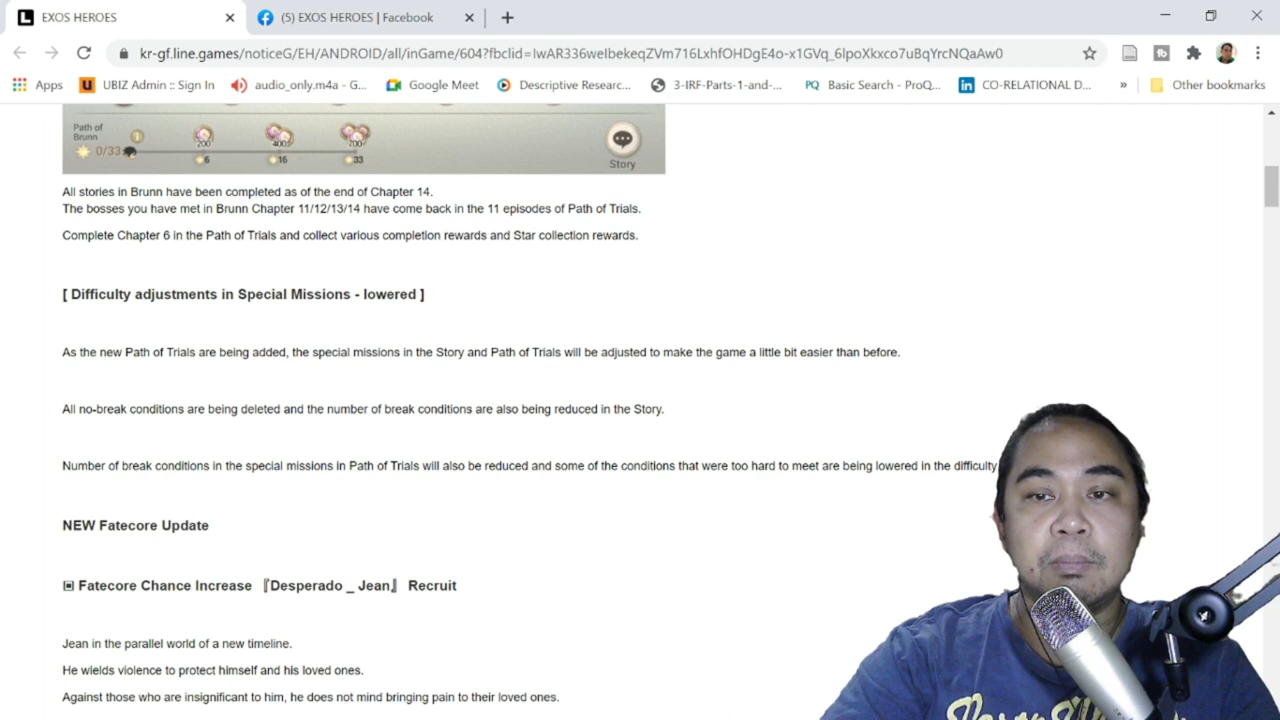 EXOS HEROES
(5) EXOS HEROES | Facebook
kr-gf.line.games/noticeG/EH/ANDROID/all/inGame/604?fbclid=IwAR336weIbekeqZVm716LxhfOHDgE4o-x1GVq_6lpoXkxco7uBqYrcNQaAw0
Apps
UBIZ Admin :: Sign In
audio_only.m4a - G...
Google Meet
Descriptive Researc...
3-IRF-Parts-1-and-...
PQ Basic Search - ProQ...
CO-RELATIONAL D...
»
Other bookmarks
Path of
Brunn
0/33
200
400
700
6
16
33
Story
All stories in Brunn have been completed as of the end of Chapter 14.
The bosses you have met in Brunn Chapter 11/12/13/14 have come back in the 11 episodes of Path of Trials.
Complete Chapter 6 in the Path of Trials and collect various completion rewards and Star collection rewards.
[ Difficulty adjustments in Special Missions - lowered ]
As the new Path of Trials are being added, the special missions in the Story and Path of Trials will be adjusted to make the game a little bit easier than before.
All no-break conditions are being deleted and the number of break conditions are also being reduced in the Story.
Number of break conditions in the special missions in Path of Trials will also be reduced and some of the conditions that were too hard to meet are being lowered in the difficulty
NEW Fatecore Update
▣ Fatecore Chance Increase 『Desperado _ Jean』 Recruit
Jean in the parallel world of a new timeline.
He wields violence to protect himself and his loved ones.
Against those who are insignificant to him, he does not mind bringing pain to their loved ones.